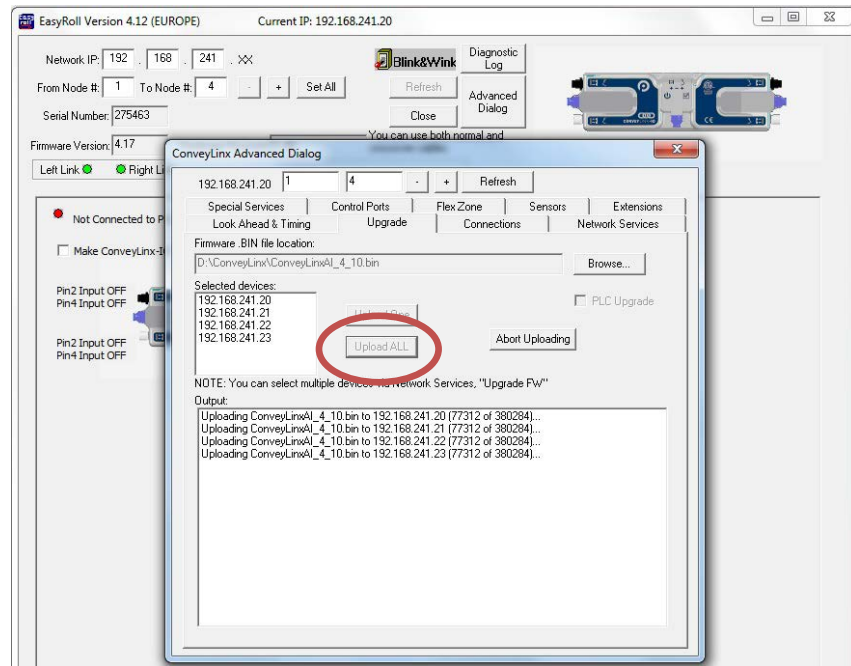 EasyRoll Version 4.12 (EUROPE) Current IP: 192.168.241.20
Network IP: 192 . 168 . 241 . XX
Blink&Wink
Diagnostic Log
From Node #: 1 To Node #: 4 - + Set All
Refresh
Advanced Dialog
Serial Number: 275463
Close
Firmware Version: 4.17
You can use both normal and
Left Link Right Li
ConveyLinx Advanced Dialog
192.168.241.20 1 4 - + Refresh
Special Services Control Ports Flex Zone Sensors Extensions
Look Ahead & Timing Upgrade Connections Network Services
Not Connected to P
Make ConveyLinx-
Firmware .BIN file location:
D:\ConveyLinx\ConveyLinxAI_4_10.bin Browse...
Selected devices:
192.168.241.20
192.168.241.21
192.168.241.22
192.168.241.23
Upload One
PLC Upgrade
Upload ALL
Abort Uploading
Pin2 Input OFF
Pin4 Input OFF
Pin2 Input OFF
Pin4 Input OFF
NOTE: You can select multiple devices via Network Services, "Upgrade FW"
Output:
Uploading ConveyLinxAI_4_10.bin to 192.168.241.20 (77312 of 380284)...
Uploading ConveyLinxAI_4_10.bin to 192.168.241.21 (77312 of 380284)...
Uploading ConveyLinxAI_4_10.bin to 192.168.241.22 (77312 of 380284)...
Uploading ConveyLinxAI_4_10.bin to 192.168.241.23 (77312 of 380284)...